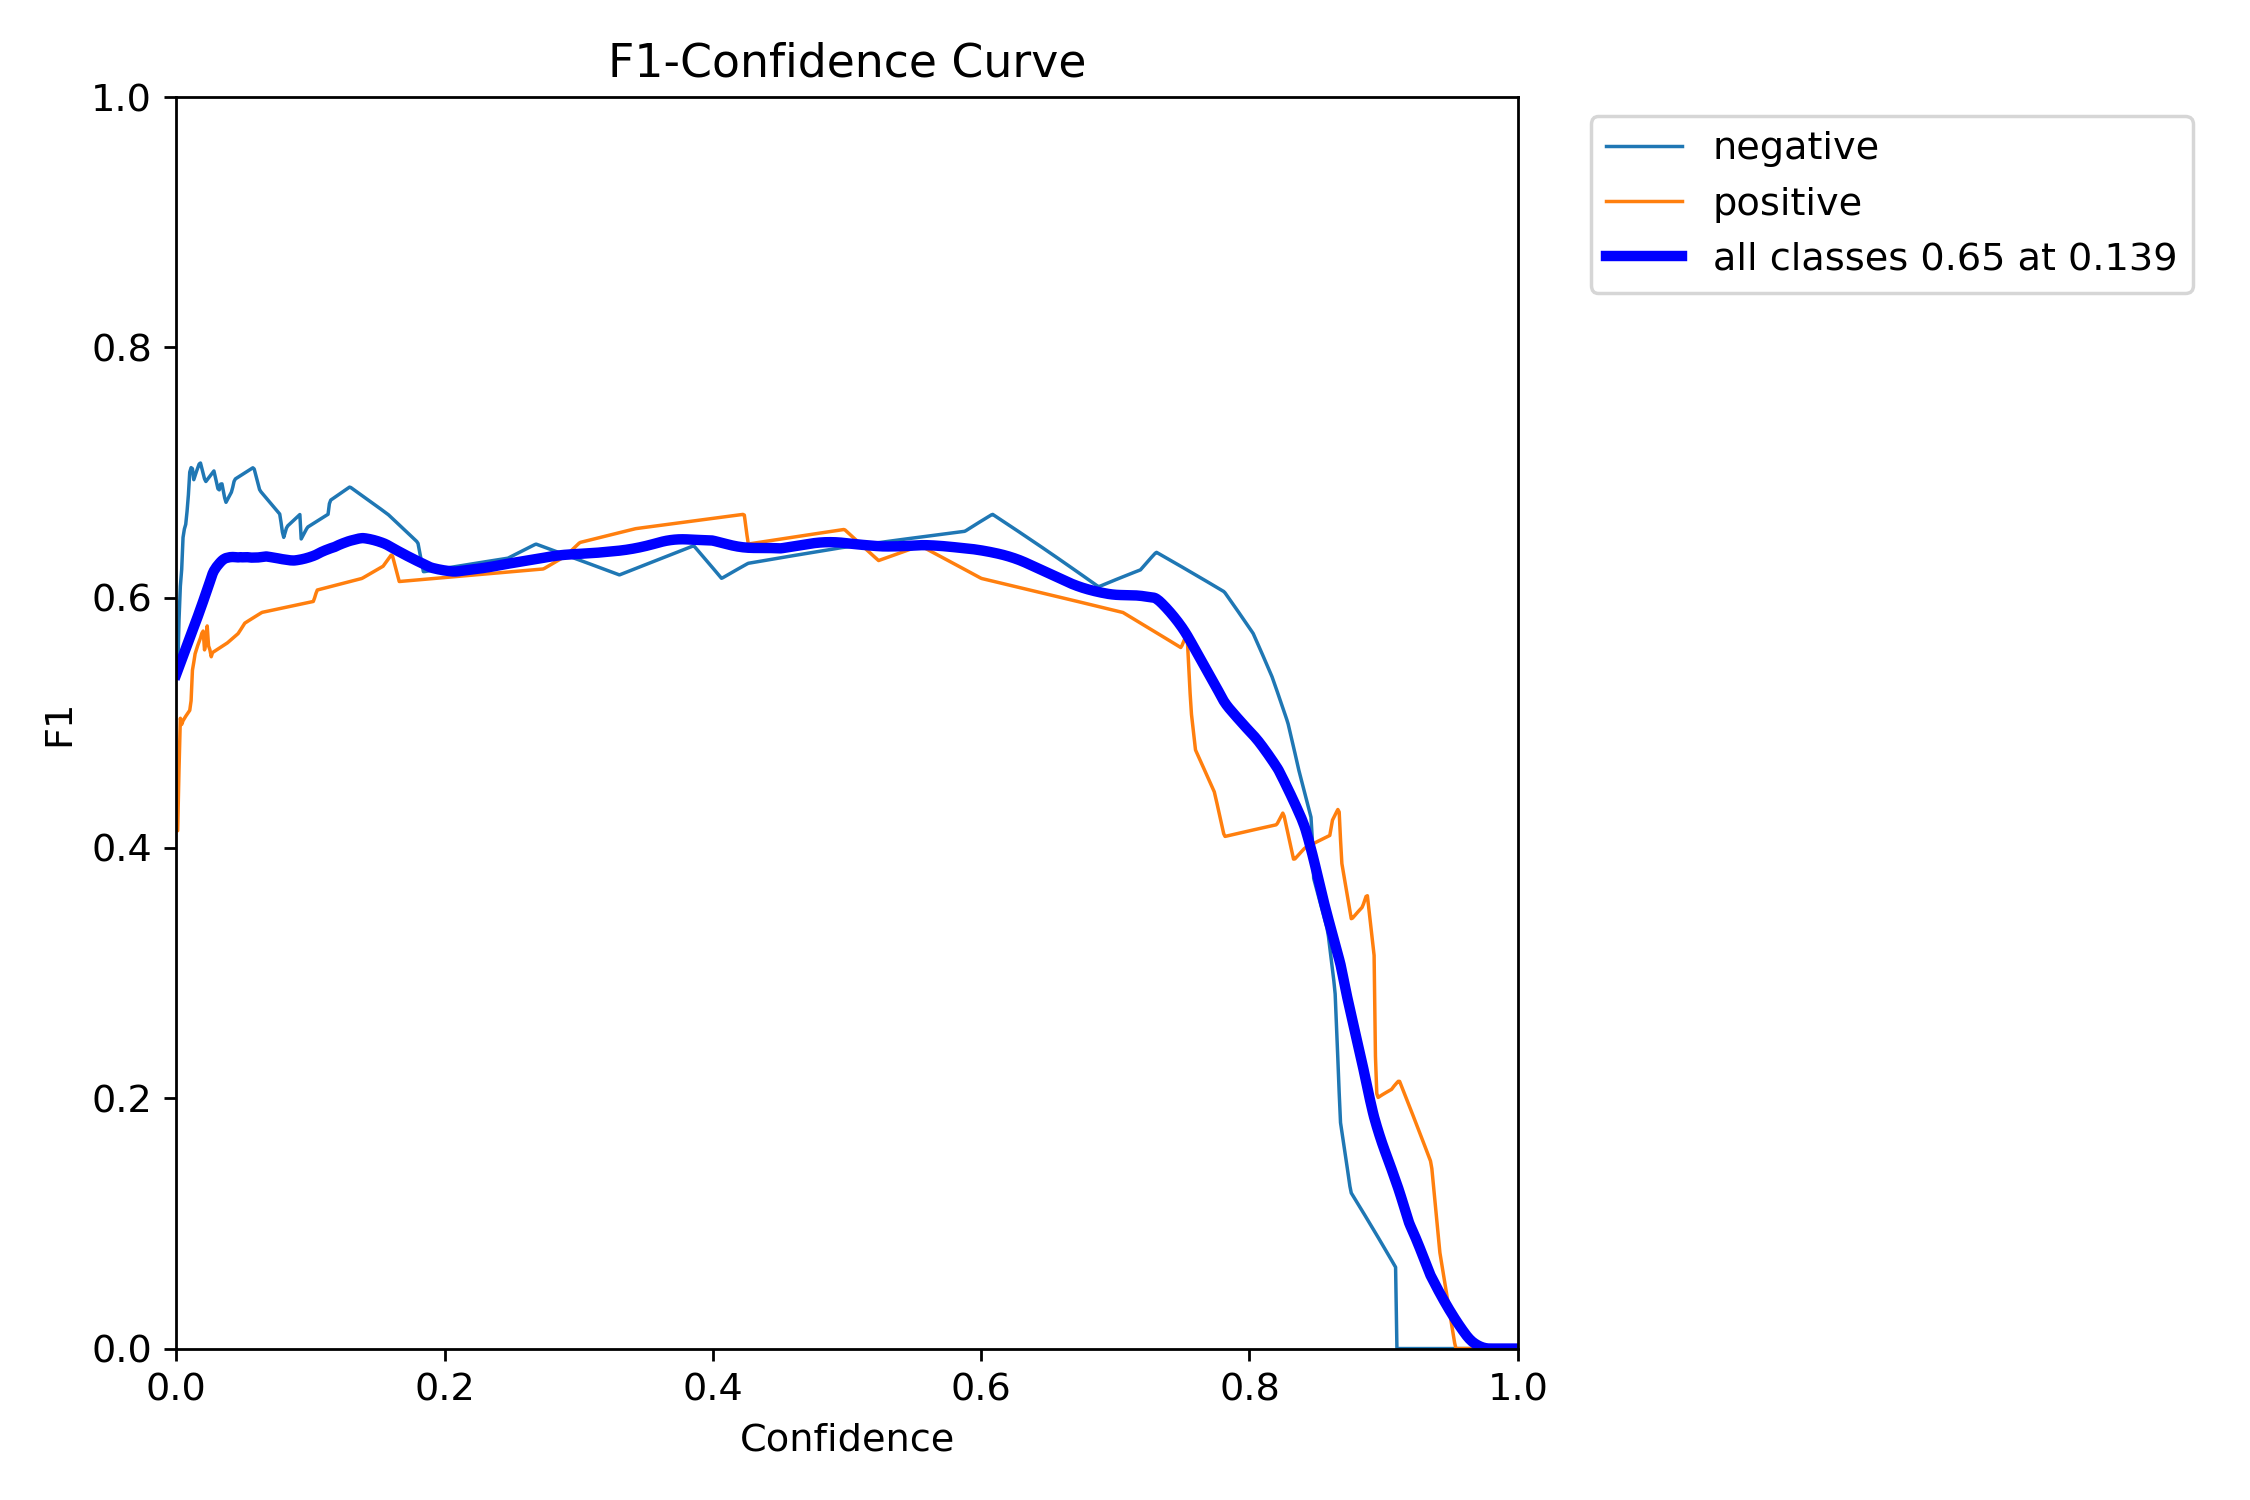 F1-Confidence Curve
1.0
0.8
0.6
0.4
0.2
0.0
F1
0.0 0.2 0.4 0.6 0.8 1.0
Confidence
negative
positive
all classes 0.65 at 0.139